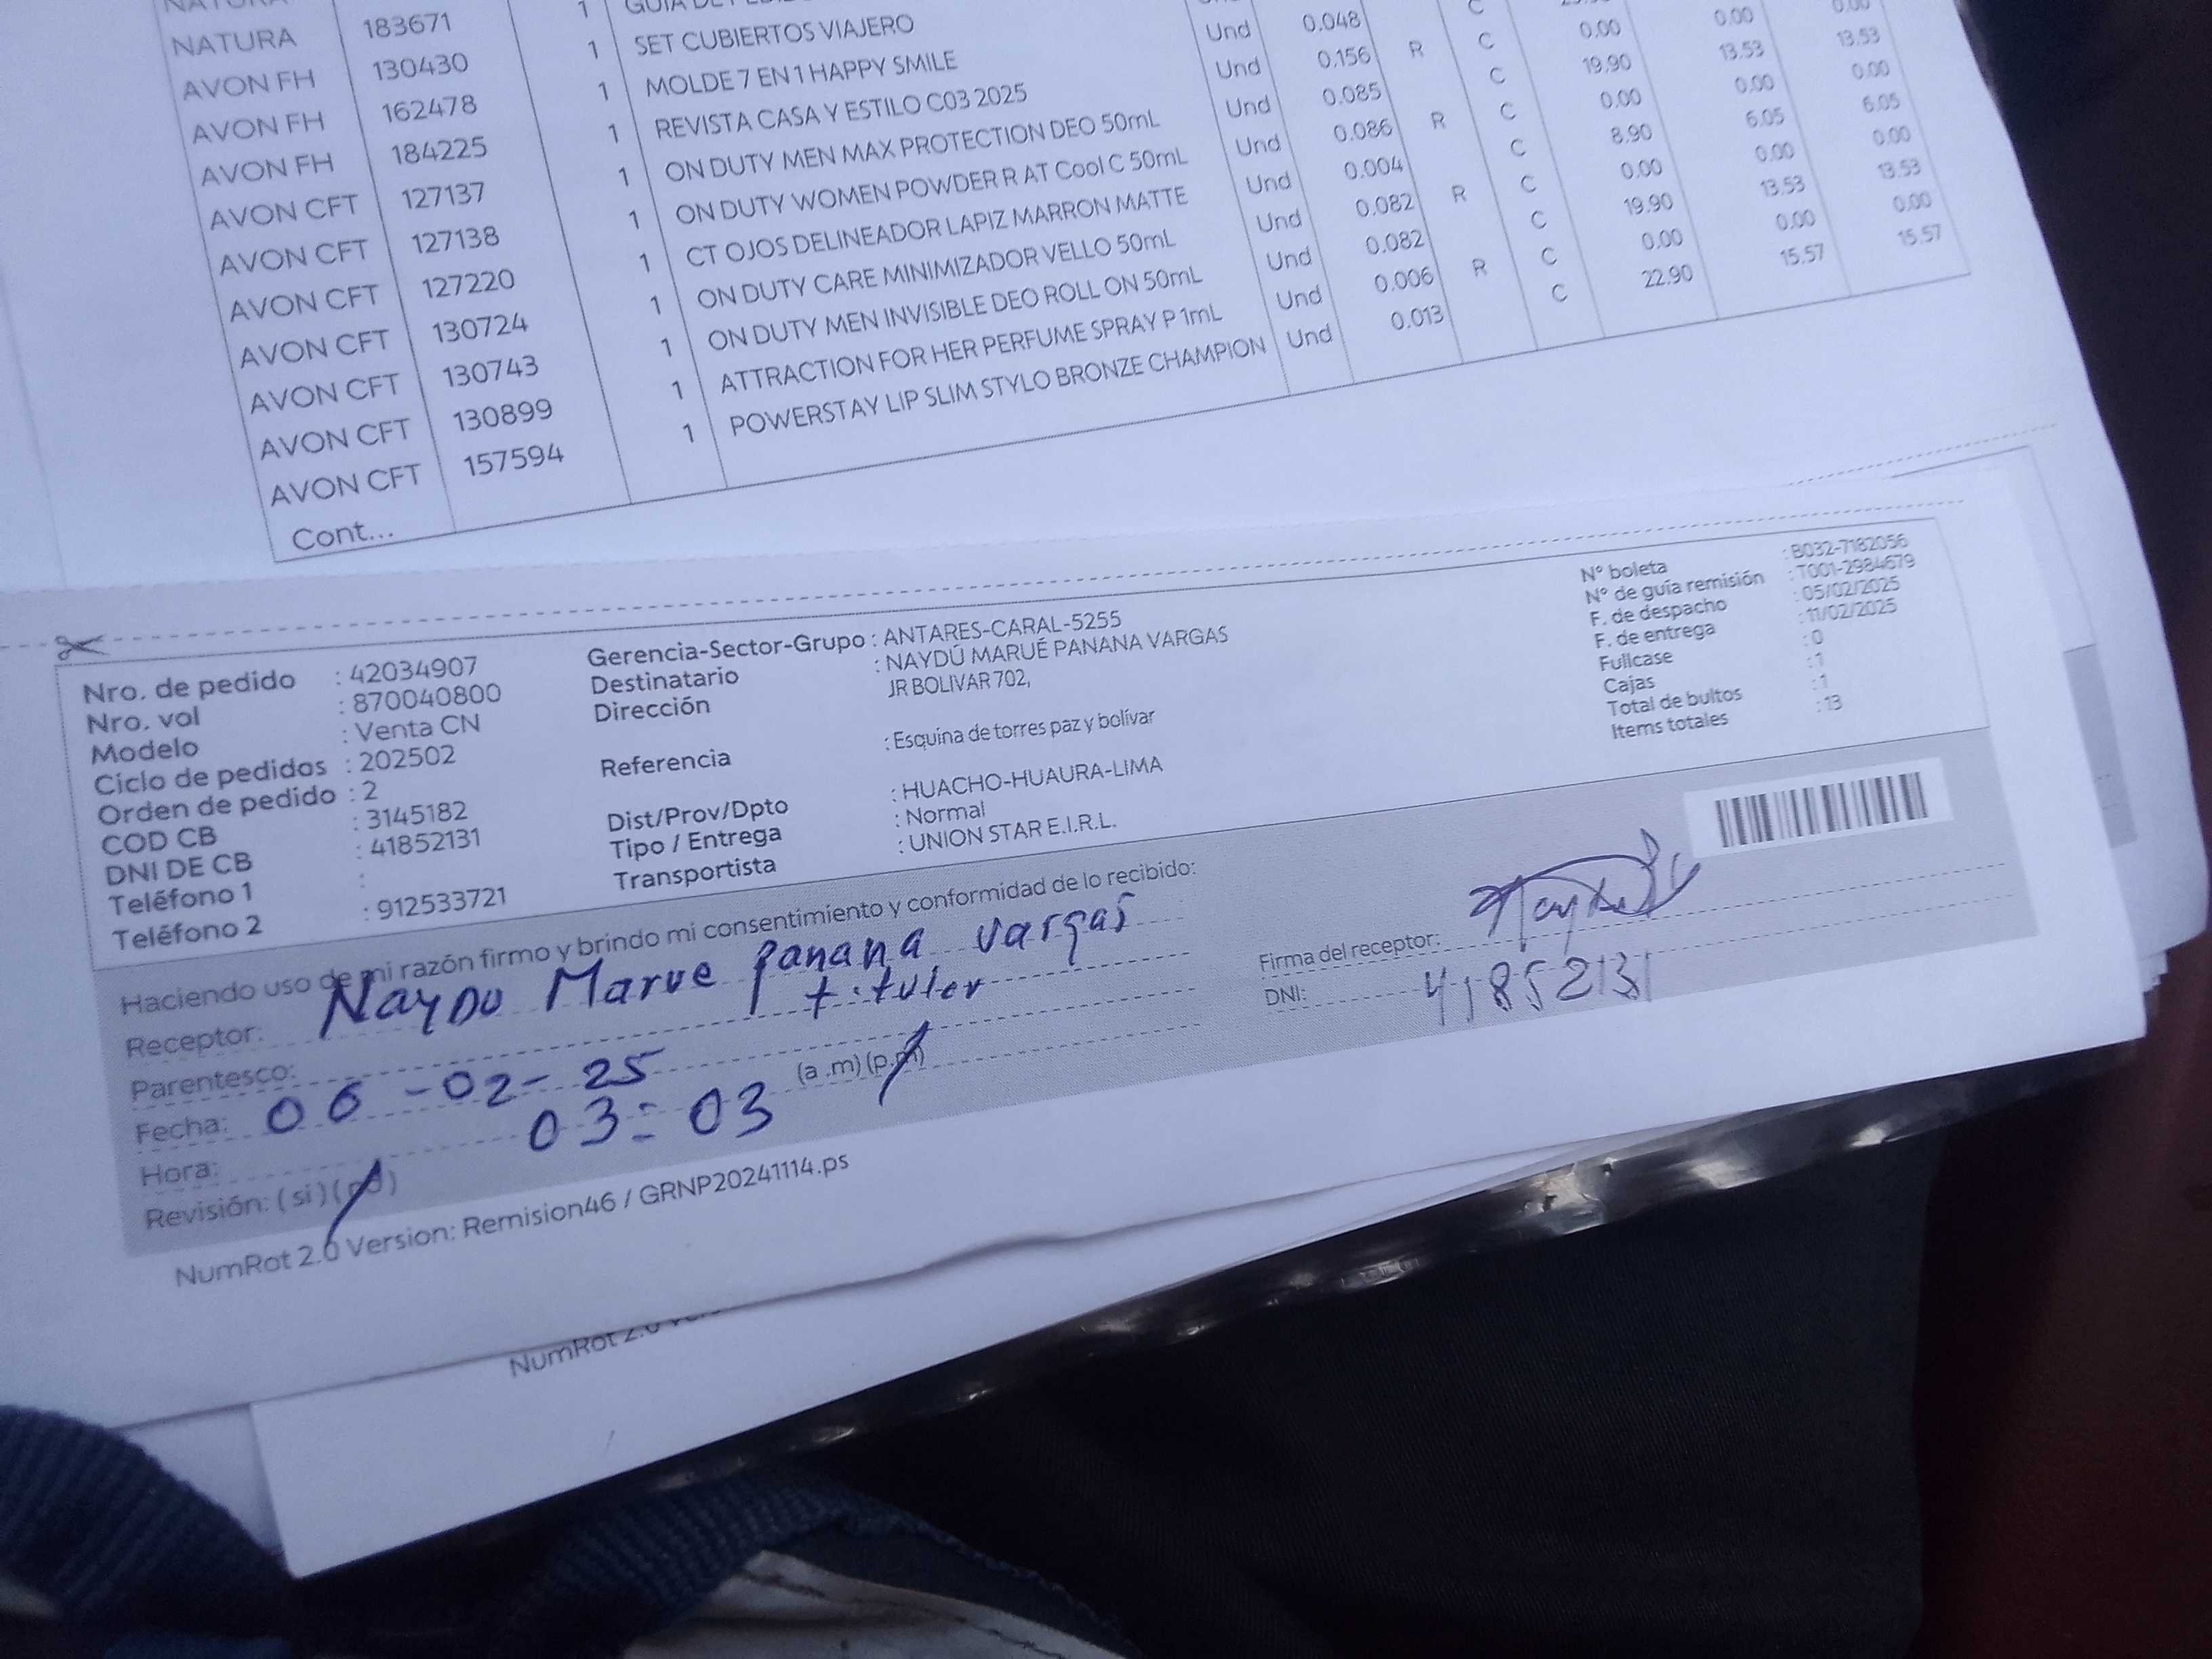 NATURA 183671 1 SET CUBIERTOS VIAJERO Und 0.048
AVON FH 130430 1 MOLDE 7 EN 1 HAPPY SMILE Und 0.156 R C 0.00 0.00 0.00
AVON FH 162478 1 REVISTA CASA Y ESTILO C03 2025 Und 0.085 C 19.90 13.53 13.53
AVON FH 184225 1 ON DUTY MEN MAX PROTECTION DEO 50mL Und 0.086 R C 0.00 0.00 0.00
AVON CFT 127137 1 ON DUTY WOMEN POWDER R AT Cool C 50mL Und 0.004 C 8.90 6.05 6.05
AVON CFT 127138 1 CT OJOS DELINEADOR LAPIZ MARRON MATTE Und 0.082 R C 0.00 0.00 0.00
AVON CFT 127220 1 ON DUTY CARE MINIMIZADOR VELLO 50mL Und 0.082 C 19.90 13.53 13.53
AVON CFT 130724 1 ON DUTY MEN INVISIBLE DEO ROLL ON 50mL Und 0.006 R C 0.00 0.00 0.00
AVON CFT 130743 1 ATTRACTION FOR HER PERFUME SPRAY P 1mL Und 0.013 C 22.90 15.57 15.57
AVON CFT 130899 1 POWERSTAY LIP SLIM STYLO BRONZE CHAMPION
AVON CFT 157594
Cont...
Nro. de pedido : 42034907
Nro. vol : 870040800
Modelo : Venta CN
Ciclo de pedidos : 202502
Orden de pedido : 2
COD CB : 3145182
DNI DE CB : 41852131
Teléfono 1 :
Teléfono 2 : 912533721
Gerencia-Sector-Grupo : ANTARES-CARAL-5255
Destinatario : NAYDÚ MARUÉ PANANA VARGAS
Dirección JR BOLIVAR 702,
Referencia : Esquina de torres paz y bolívar
Dist/Prov/Dpto : HUACHO-HUAURA-LIMA
Tipo / Entrega : Normal
Transportista : UNION STAR E.I.R.L.
N° boleta : B032-7182056
N° de guía remisión : T001-2984679
F. de despacho : 05/02/2025
F. de entrega : 11/02/2025
Fullcase : 0
Cajas : 1
Total de bultos : 1
Items totales : 13
Haciendo uso de mi razón firmo y brindo mi consentimiento y conformidad de lo recibido:
Receptor: Naydu Marue Panana Vargas
Parentesco: titular
Fecha: 06-02-25
Hora: 03:03 (a.m) (p.m)
Revisión: (si) (no)
Firma del receptor:
DNI: 41852131
NumRot 2.0 Version: Remision46 / GRNP20241114.ps
NumRot 2.0